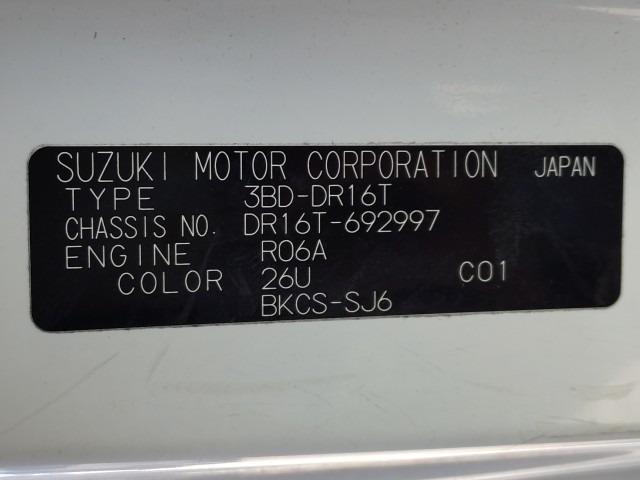 SUZUKI MOTOR CORPORATION JAPAN
TYPE 3BD-DR16T
CHASSIS NO. DR16T-692997
ENGINE R06A
COLOR 26U C01
BKCS-SJ6